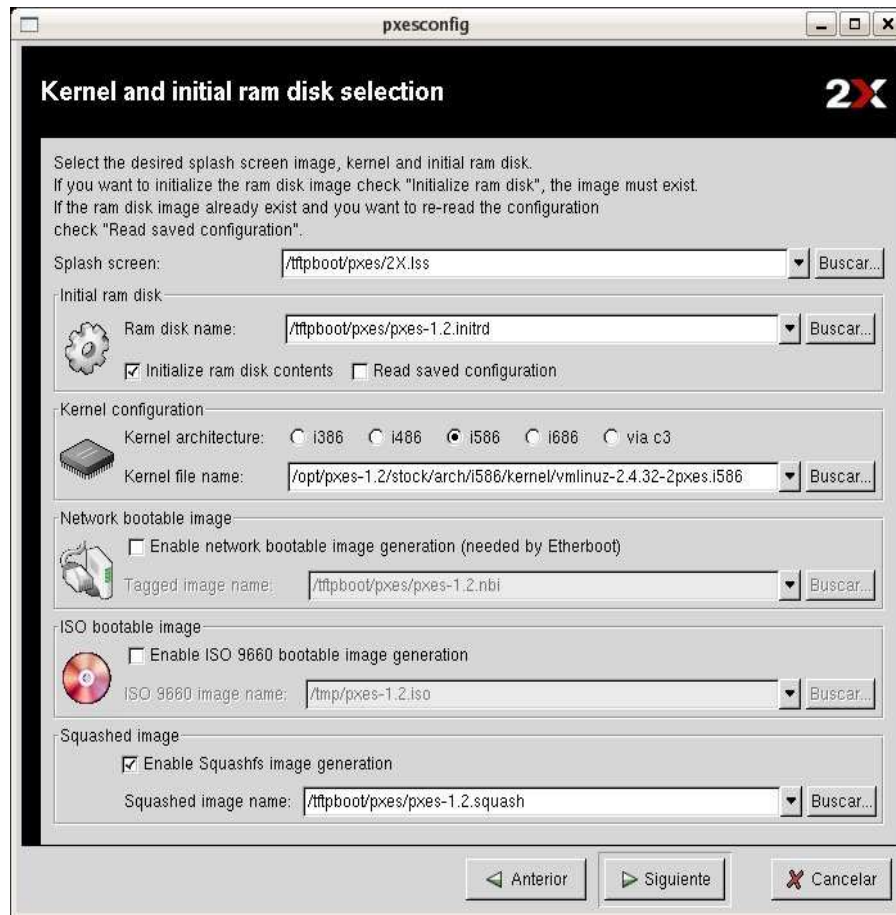 pxesconfig
Kernel and initial ram disk selection
2X
Select the desired splash screen image, kernel and initial ram disk.
If you want to initialize the ram disk image check "Initialize ram disk", the image must exist.
If the ram disk image already exist and you want to re-read the configuration
check "Read saved configuration".
Splash screen: /tftpboot/pxes/2X.lss Buscar...
Initial ram disk
Ram disk name: /tftpboot/pxes/pxes-1.2.initrd Buscar...
Initialize ram disk contents Read saved configuration
Kernel configuration
Kernel architecture: i386 i486 i586 i686 via c3
Kernel file name: /opt/pxes-1.2/stock/arch/i586/kernel/vmlinuz-2.4.32-2pxes.i586 Buscar...
Network bootable image
Enable network bootable image generation (needed by Etherboot)
Tagged image name: /tftpboot/pxes/pxes-1.2.nbi Buscar...
ISO bootable image
Enable ISO 9660 bootable image generation
ISO 9660 image name: /tmp/pxes-1.2.iso Buscar...
Squashed image
Enable Squashfs image generation
Squashed image name: /tftpboot/pxes/pxes-1.2.squash Buscar...
Anterior Siguiente Cancelar